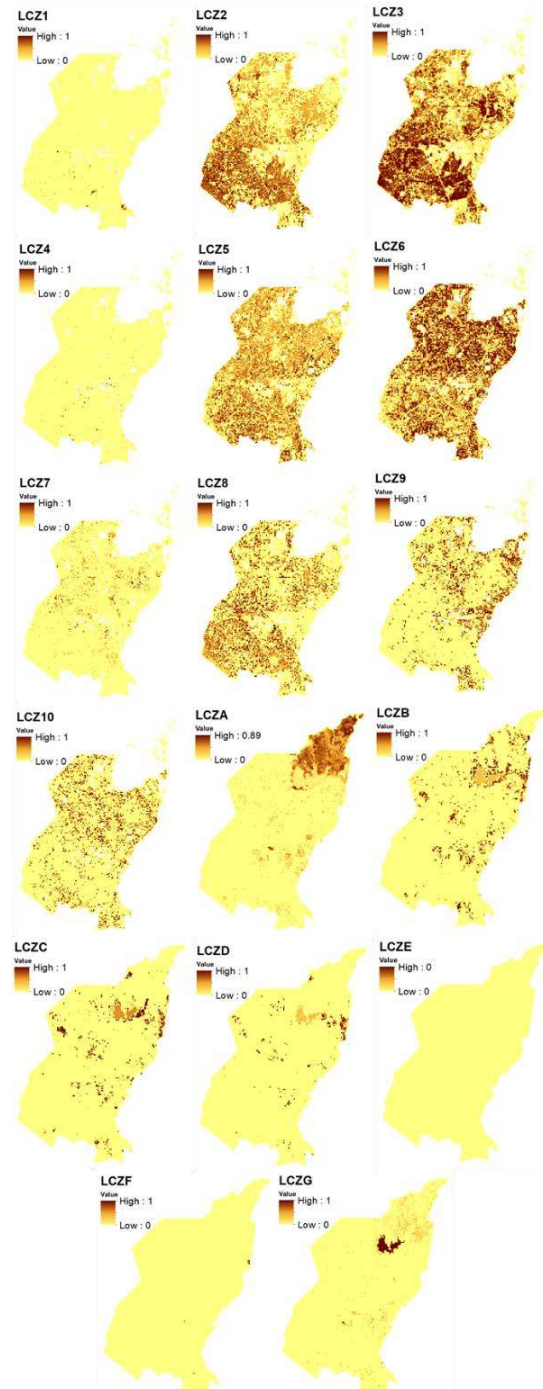 LCZ1
Value
High : 1
Low : 0
LCZ2
Value
High : 1
Low : 0
LCZ3
Value
High : 1
Low : 0
LCZ4
Value
High : 1
Low : 0
LCZ5
Value
High : 1
Low : 0
LCZ6
Value
High : 1
Low : 0
LCZ7
Value
High : 1
Low : 0
LCZ8
Value
High : 1
Low : 0
LCZ9
Value
High : 1
Low : 0
LCZ10
Value
High : 1
Low : 0
LCZA
Value
High : 0.89
Low : 0
LCZB
Value
High : 1
Low : 0
LCZC
Value
High : 1
Low : 0
LCZD
Value
High : 1
Low : 0
LCZE
Value
High : 0
Low : 0
LCZF
Value
High : 1
Low : 0
LCZG
Value
High : 1
Low : 0